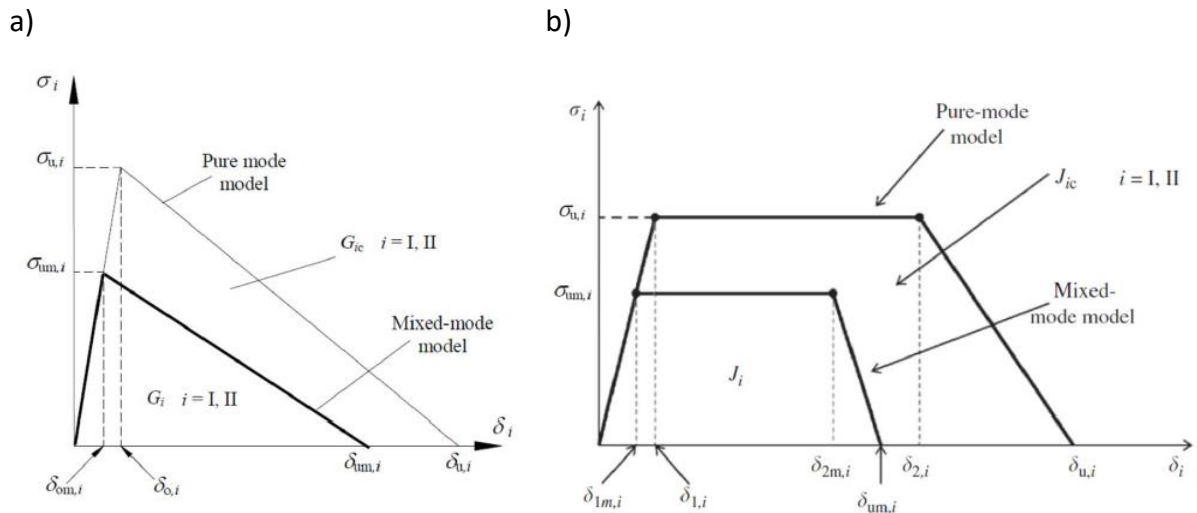 a)
σi
σu,i
Pure mode
model
Gic i = I, II
σum,i
Mixed-mode
model
Gi i = I, II
δi
δum,i
δu,i
δom,i
δo,i
b)
σi
Pure-mode
model
Jic i = I, II
σu,i
σum,i
Mixed-
mode model
Ji
δ2m,i
δ2,i
δu,i
δi
δ1m,i
δ1,i
δum,i